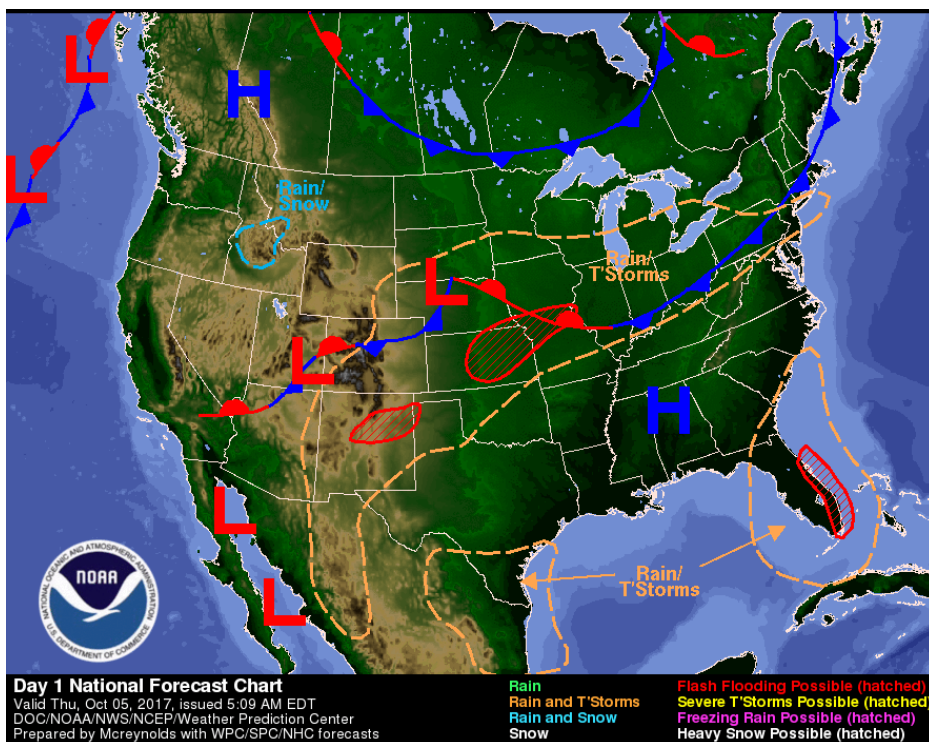 L
H
L
Rain/
Snow
Rain/
T'Storms
L
L
H
L
Rain/
T'Storms
L
NATIONAL OCEANIC AND ATMOSPHERIC ADMINISTRATION
NOAA
U.S. DEPARTMENT OF COMMERCE
Day 1 National Forecast Chart
Valid Thu, Oct 05, 2017, issued 5:09 AM EDT
DOC/NOAA/NWS/NCEP/Weather Prediction Center
Prepared by Mcreynolds with WPC/SPC/NHC forecasts
Rain
Rain and T'Storms
Rain and Snow
Snow
Flash Flooding Possible (hatched)
Severe T'Storms Possible (hatched)
Freezing Rain Possible (hatched)
Heavy Snow Possible (hatched)